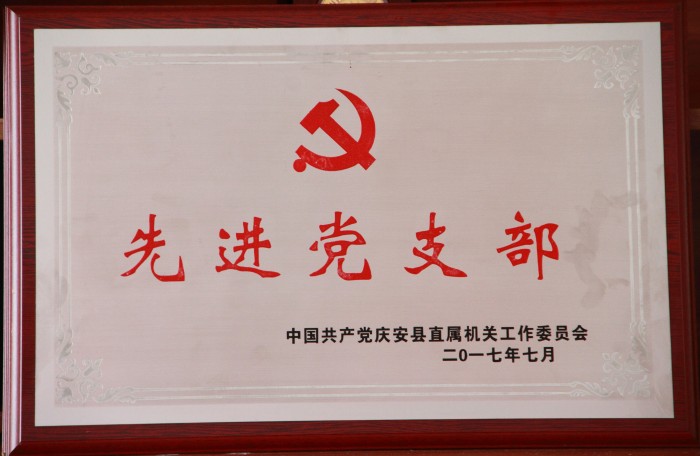 先进党支部
中国共产党庆安县直属机关工作委员会
二0一七年七月